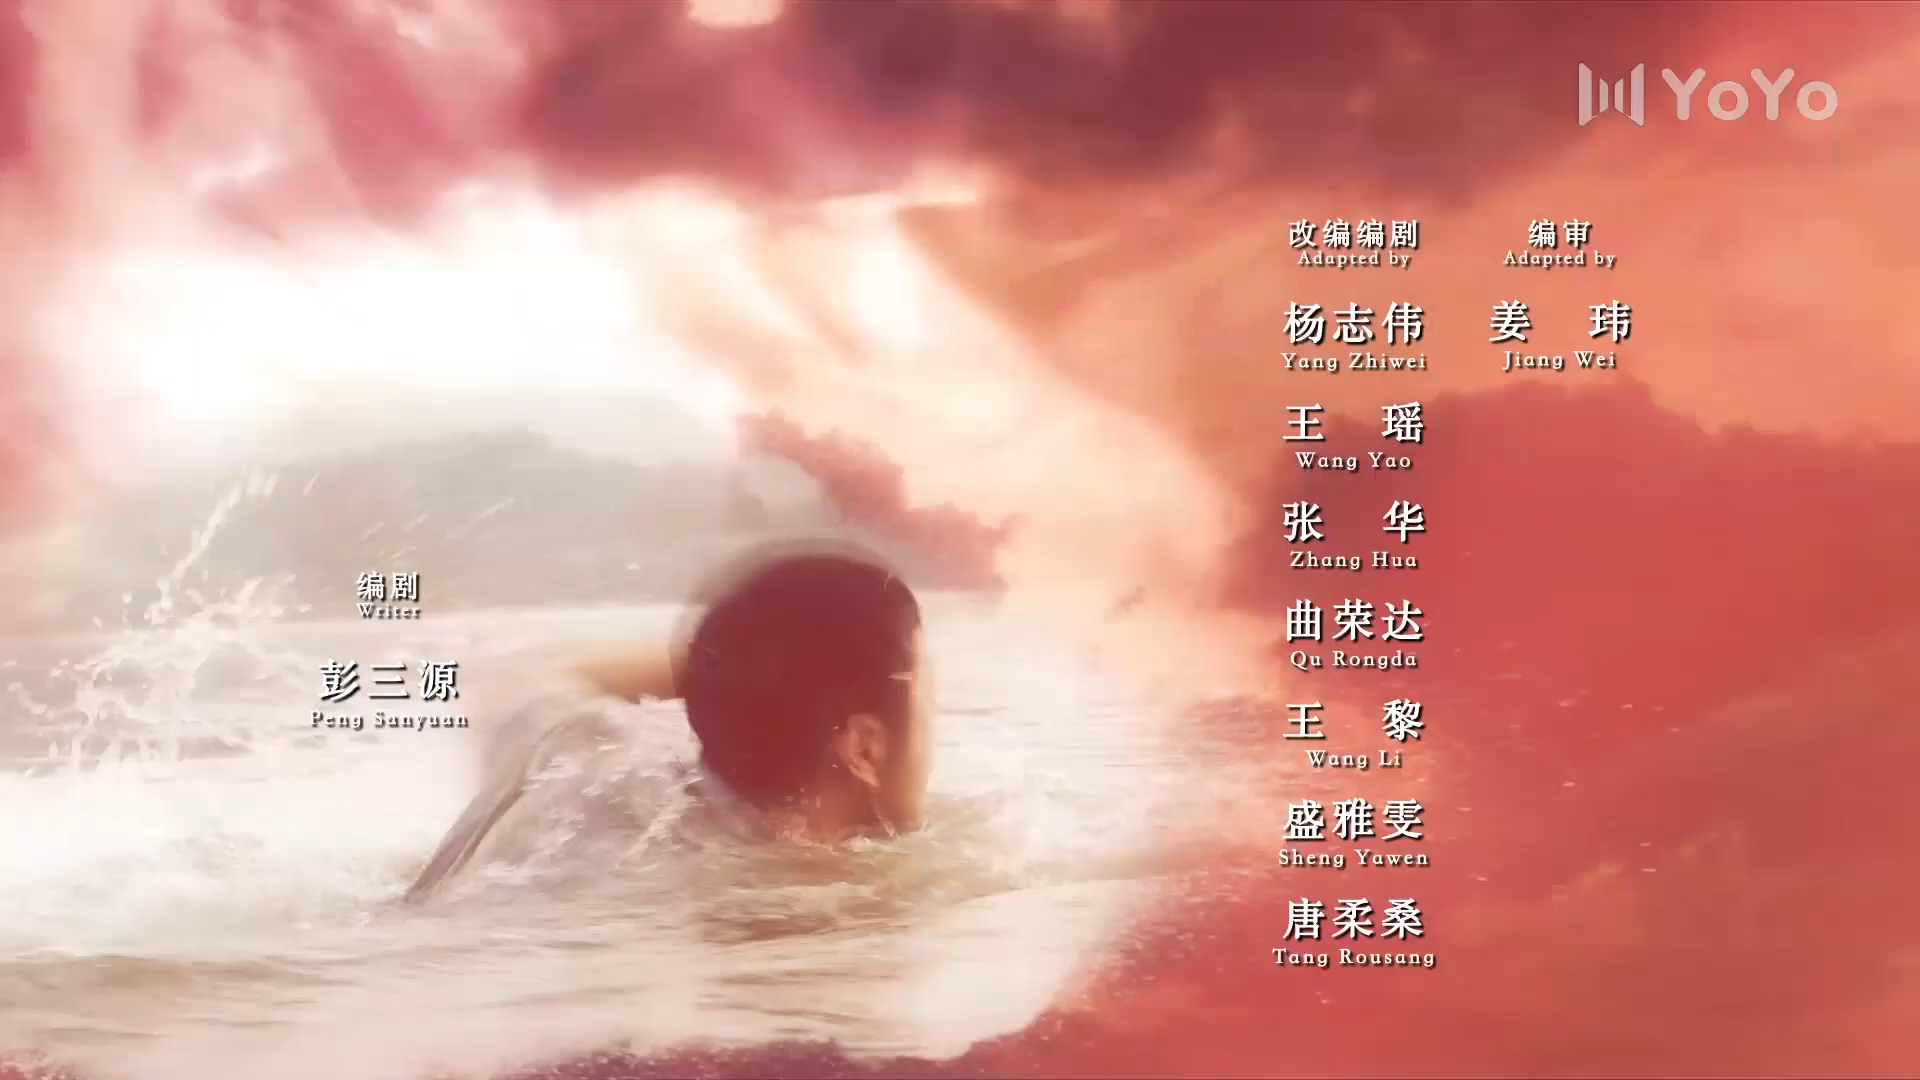 YoYo
编剧
Writer
彭三源
Peng Sanyuan
改编编剧
Adapted by
杨志伟
Yang Zhiwei
王瑶
Wang Yao
张华
Zhang Hua
曲荣达
Qu Rongda
王黎
Wang Li
盛雅雯
Sheng Yawen
唐柔桑
Tang Rousang
编审
Adapted by
姜玮
Jiang Wei